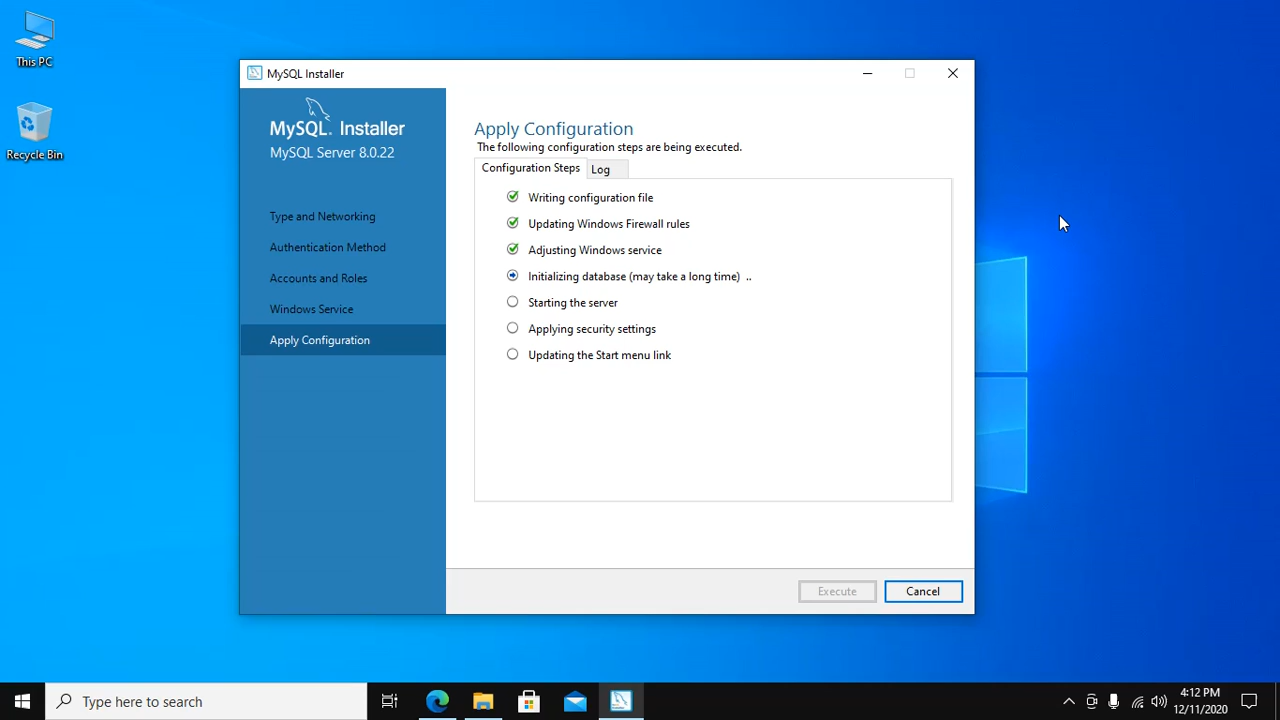 This PC
Recycle Bin
MySQL Installer
MySQL. Installer
MySQL Server 8.0.22
Type and Networking
Authentication Method
Accounts and Roles
Windows Service
Apply Configuration
Apply Configuration
The following configuration steps are being executed.
Configuration Steps
Log
Writing configuration file
Updating Windows Firewall rules
Adjusting Windows service
Initializing database (may take a long time) ..
Starting the server
Applying security settings
Updating the Start menu link
Execute
Cancel
Type here to search
4:12 PM
12/11/2020